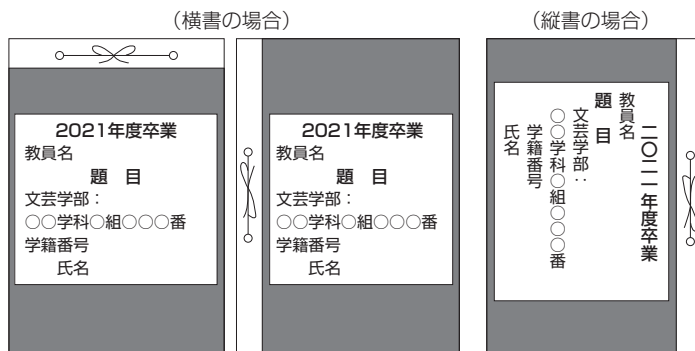 （横書の場合）
2021年度卒業
教員名
題　目
文芸学部：
○○学科○組○○○番
学籍番号
氏名
2021年度卒業
教員名
題　目
文芸学部：
○○学科○組○○○番
学籍番号
氏名
（縦書の場合）
二〇二一年度卒業
教員名
題　目
文芸学部：
○○学科○組○○○番
学籍番号
氏名